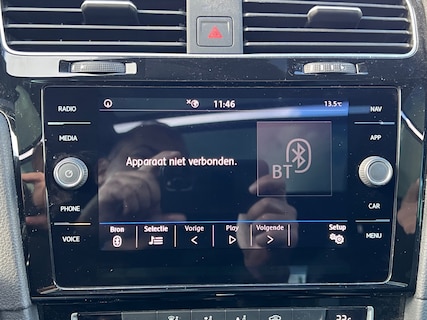 11:46
13.5°C
RADIO
NAV
MEDIA
APP
Apparaat niet verbonden.
BT
PHONE
CAR
Bron Selectie Vorige Play Volgende Setup
VOICE
MENU